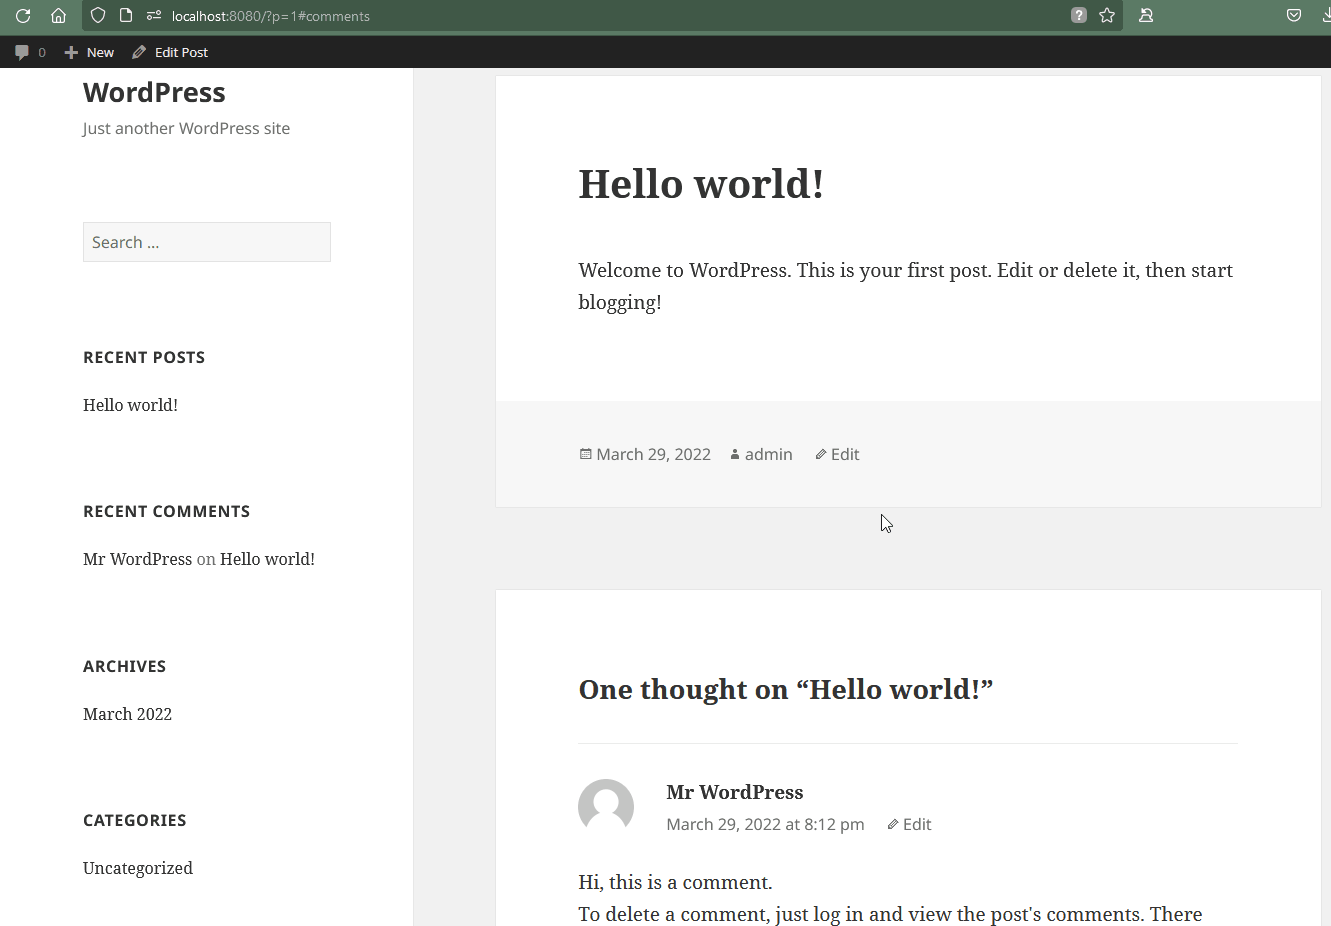 localhost:8080/?p=1#comments
0 New Edit Post
WordPress
Just another WordPress site
Search ...
RECENT POSTS
Hello world!
RECENT COMMENTS
Mr WordPress on Hello world!
ARCHIVES
March 2022
CATEGORIES
Uncategorized
Hello world!
Welcome to WordPress. This is your first post. Edit or delete it, then start
blogging!
March 29, 2022 admin Edit
One thought on “Hello world!”
Mr WordPress
March 29, 2022 at 8:12 pm Edit
Hi, this is a comment.
To delete a comment, just log in and view the post's comments. There